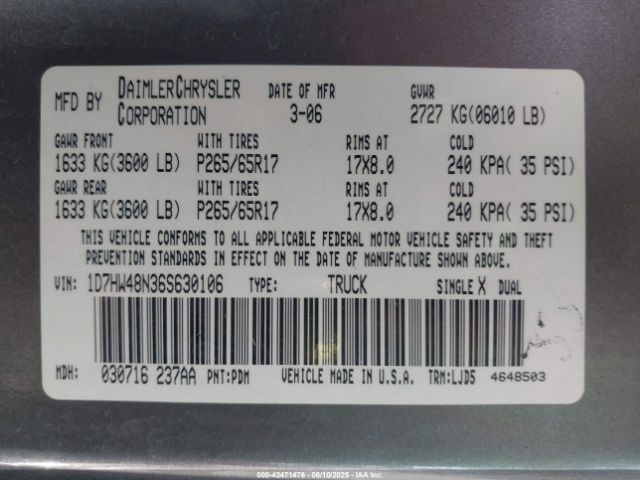 MFD BY DAIMLERCHRYSLER CORPORATION DATE OF MFR 3-06 GVWR 2727 KG(06010 LB)
GAWR FRONT WITH TIRES RIMS AT COLD
1633 KG(3600 LB) P265/65R17 17X8.0 240 KPA( 35 PSI)
GAWR REAR WITH TIRES RIMS AT COLD
1633 KG(3600 LB) P265/65R17 17X8.0 240 KPA( 35 PSI)
THIS VEHICLE CONFORMS TO ALL APPLICABLE FEDERAL MOTOR VEHICLE SAFETY AND THEFT
PREVENTION STANDARDS IN EFFECT ON THE DATE OF MANUFACTURE SHOWN ABOVE.
VIN: 1D7HW48N36S630106 TYPE: TRUCK SINGLE X DUAL
MDH: 030716 237AA PNT:PDM VEHICLE MADE IN U.S.A. TRM:LJD5 4648503
00-42471476 - 06/10/2025 - IAA